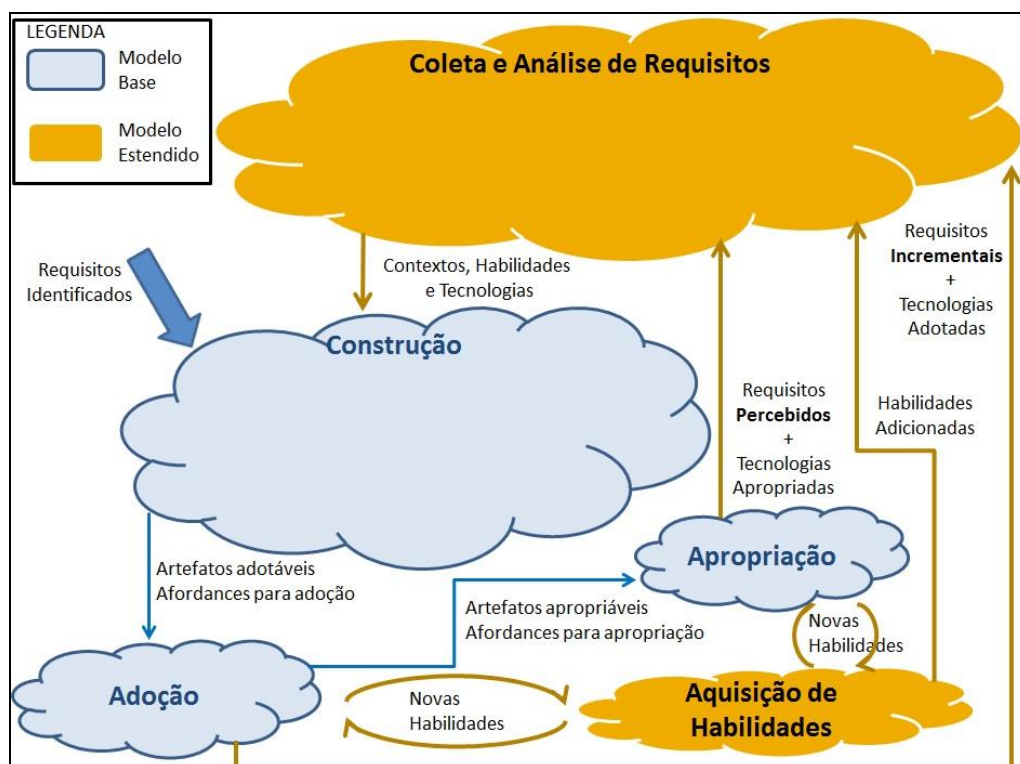 LEGENDA
Modelo
Base
Modelo
Estendido
Coleta e Análise de Requisitos
Requisitos
Identificados
Contextos, Habilidades
e Tecnologias
Requisitos
Incrementais
+
Tecnologias
Adotadas
Construção
Requisitos
Percebidos
+
Tecnologias
Apropriadas
Habilidades
Adicionadas
Artefatos adotáveis
Afordances para adoção
Artefatos apropriáveis
Afordances para apropriação
Apropriação
Novas
Habilidades
Adoção
Novas
Habilidades
Aquisição de
Habilidades